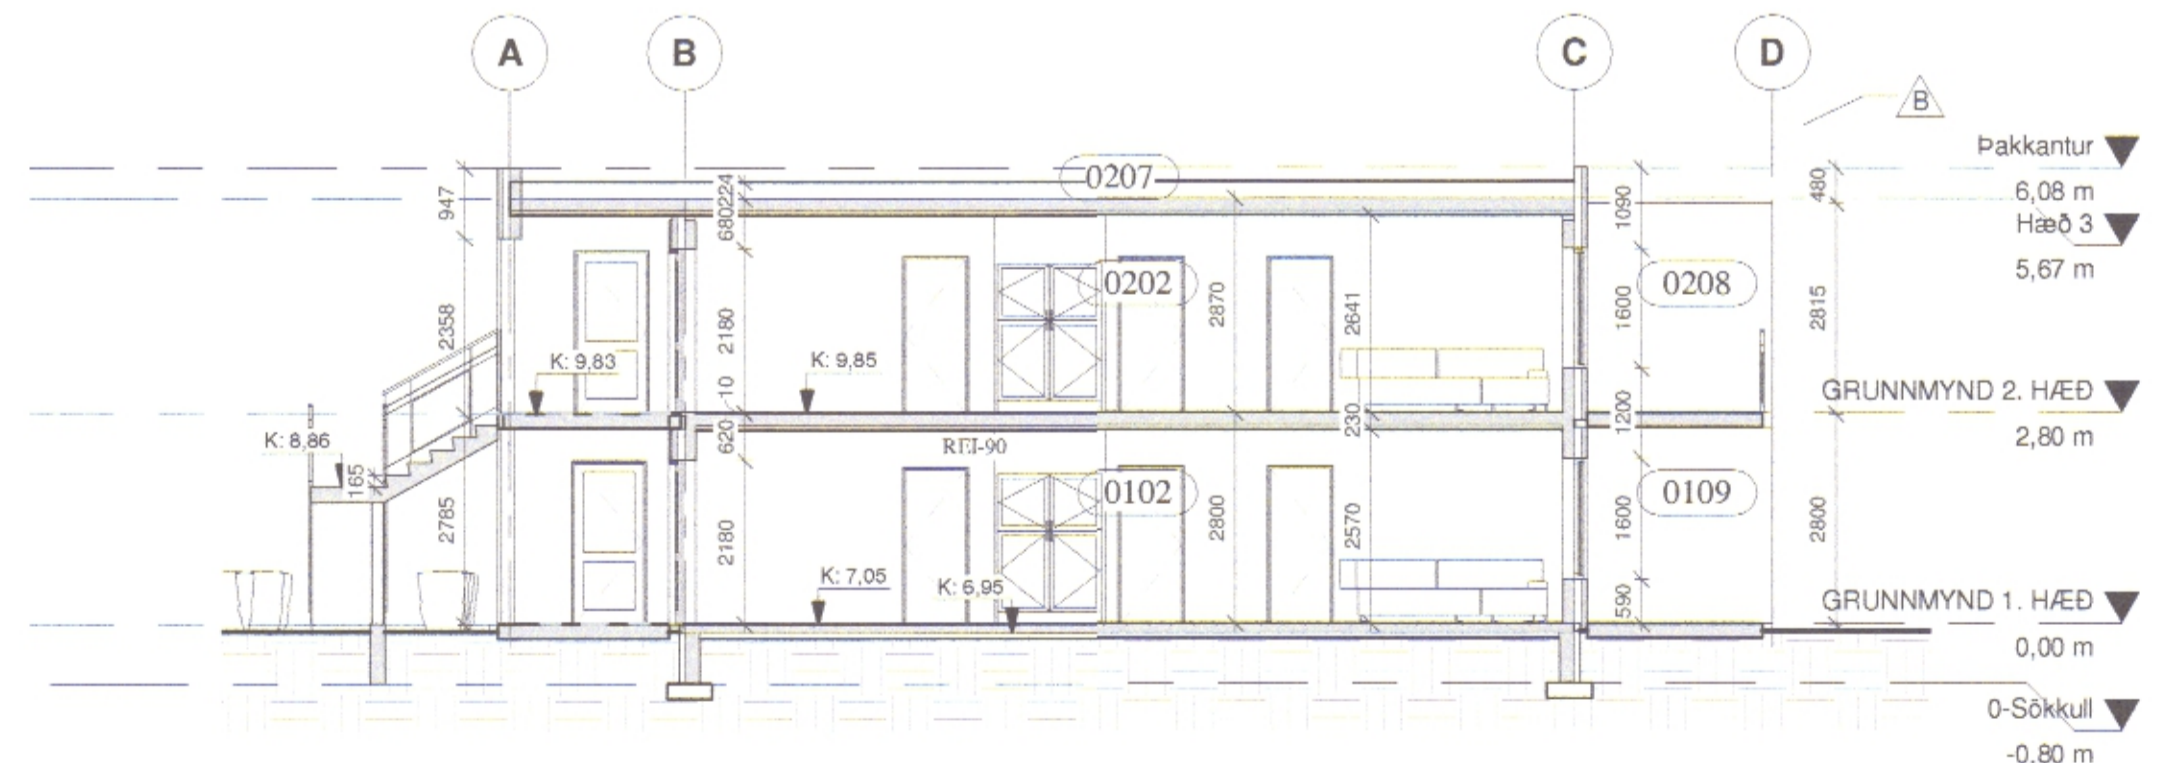 A
B
C
D
B
Þakkantur
6,08 m
Hæð 3
5,67 m
0207
947
224
680
1090
480
0202
0208
2358
2180
2870
2641
1600
2815
K: 9,83
K: 9,85
10
GRUNNMYND 2. HÆÐ
2,80 m
K: 8,86
165
620
REI-90
230
1200
0102
0109
2785
2180
2800
2570
1600
2800
K: 7,05
K: 6,95
590
GRUNNMYND 1. HÆÐ
0,00 m
0-Sökkull
-0,80 m